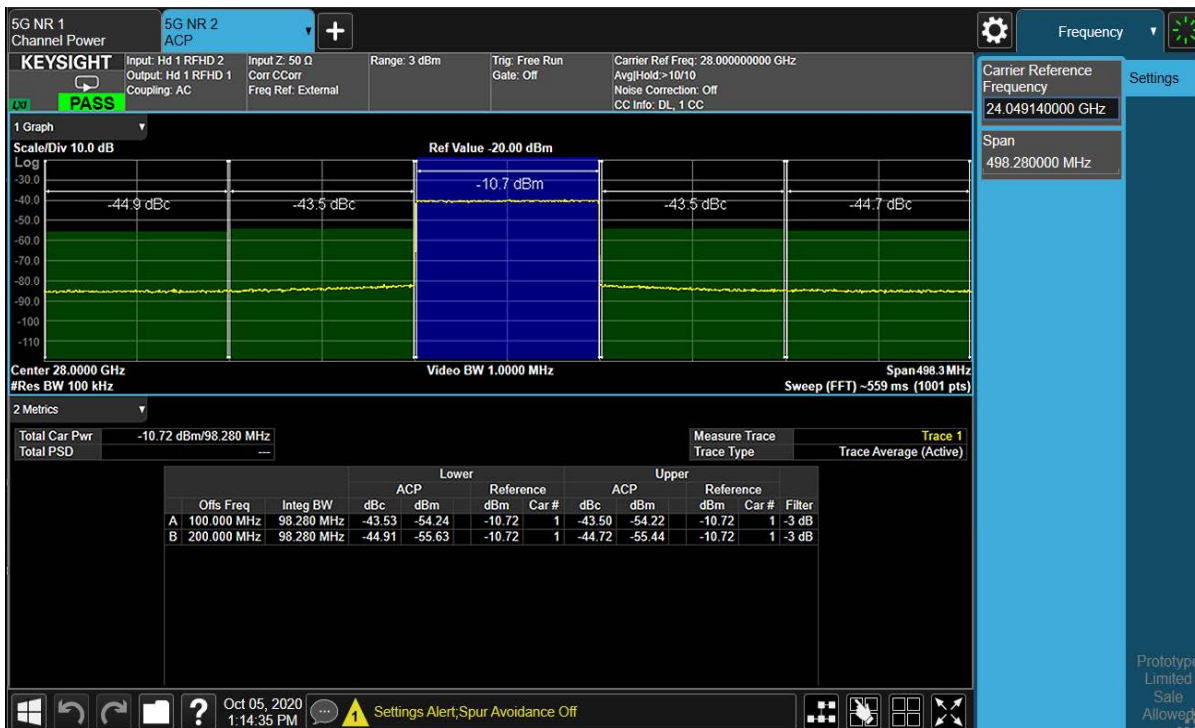 5G NR 1
Channel Power
5G NR 2
ACP
Frequency
KEYSIGHT
LXI
PASS
Input: Hd 1 RFHD 2
Output: Hd 1 RFHD 1
Coupling: AC
Input Z: 50 Ω
Corr CCorr
Freq Ref: External
Range: 3 dBm
Trig: Free Run
Gate: Off
Carrier Ref Freq: 28.000000000 GHz
Avg|Hold:>10/10
Noise Correction: Off
CC Info: DL, 1 CC
Carrier Reference
Frequency
24.049140000 GHz
Span
498.280000 MHz
Settings
1 Graph
Scale/Div 10.0 dB Ref Value -20.00 dBm
Log
-30.0
-40.0
-50.0
-60.0
-70.0
-80.0
-90.0
-100
-110
-44.9 dBc -43.5 dBc -10.7 dBm -43.5 dBc -44.7 dBc
Center 28.0000 GHz Video BW 1.0000 MHz Span 498.3 MHz
#Res BW 100 kHz Sweep (FFT) ~559 ms (1001 pts)
2 Metrics
Total Car Pwr -10.72 dBm/98.280 MHz Measure Trace Trace 1
Total PSD --- Trace Type Trace Average (Active)
Lower Upper
ACP Reference ACP Reference
Offs Freq Integ BW dBc dBm dBm Car # dBc dBm dBm Car # Filter
A 100.000 MHz 98.280 MHz -43.53 -54.24 -10.72 1 -43.50 -54.22 -10.72 1 -3 dB
B 200.000 MHz 98.280 MHz -44.91 -55.63 -10.72 1 -44.72 -55.44 -10.72 1 -3 dB
Prototype
Limited
Sale
Allowed
?
Oct 05, 2020
1:14:35 PM
1
Settings Alert;Spur Avoidance Off